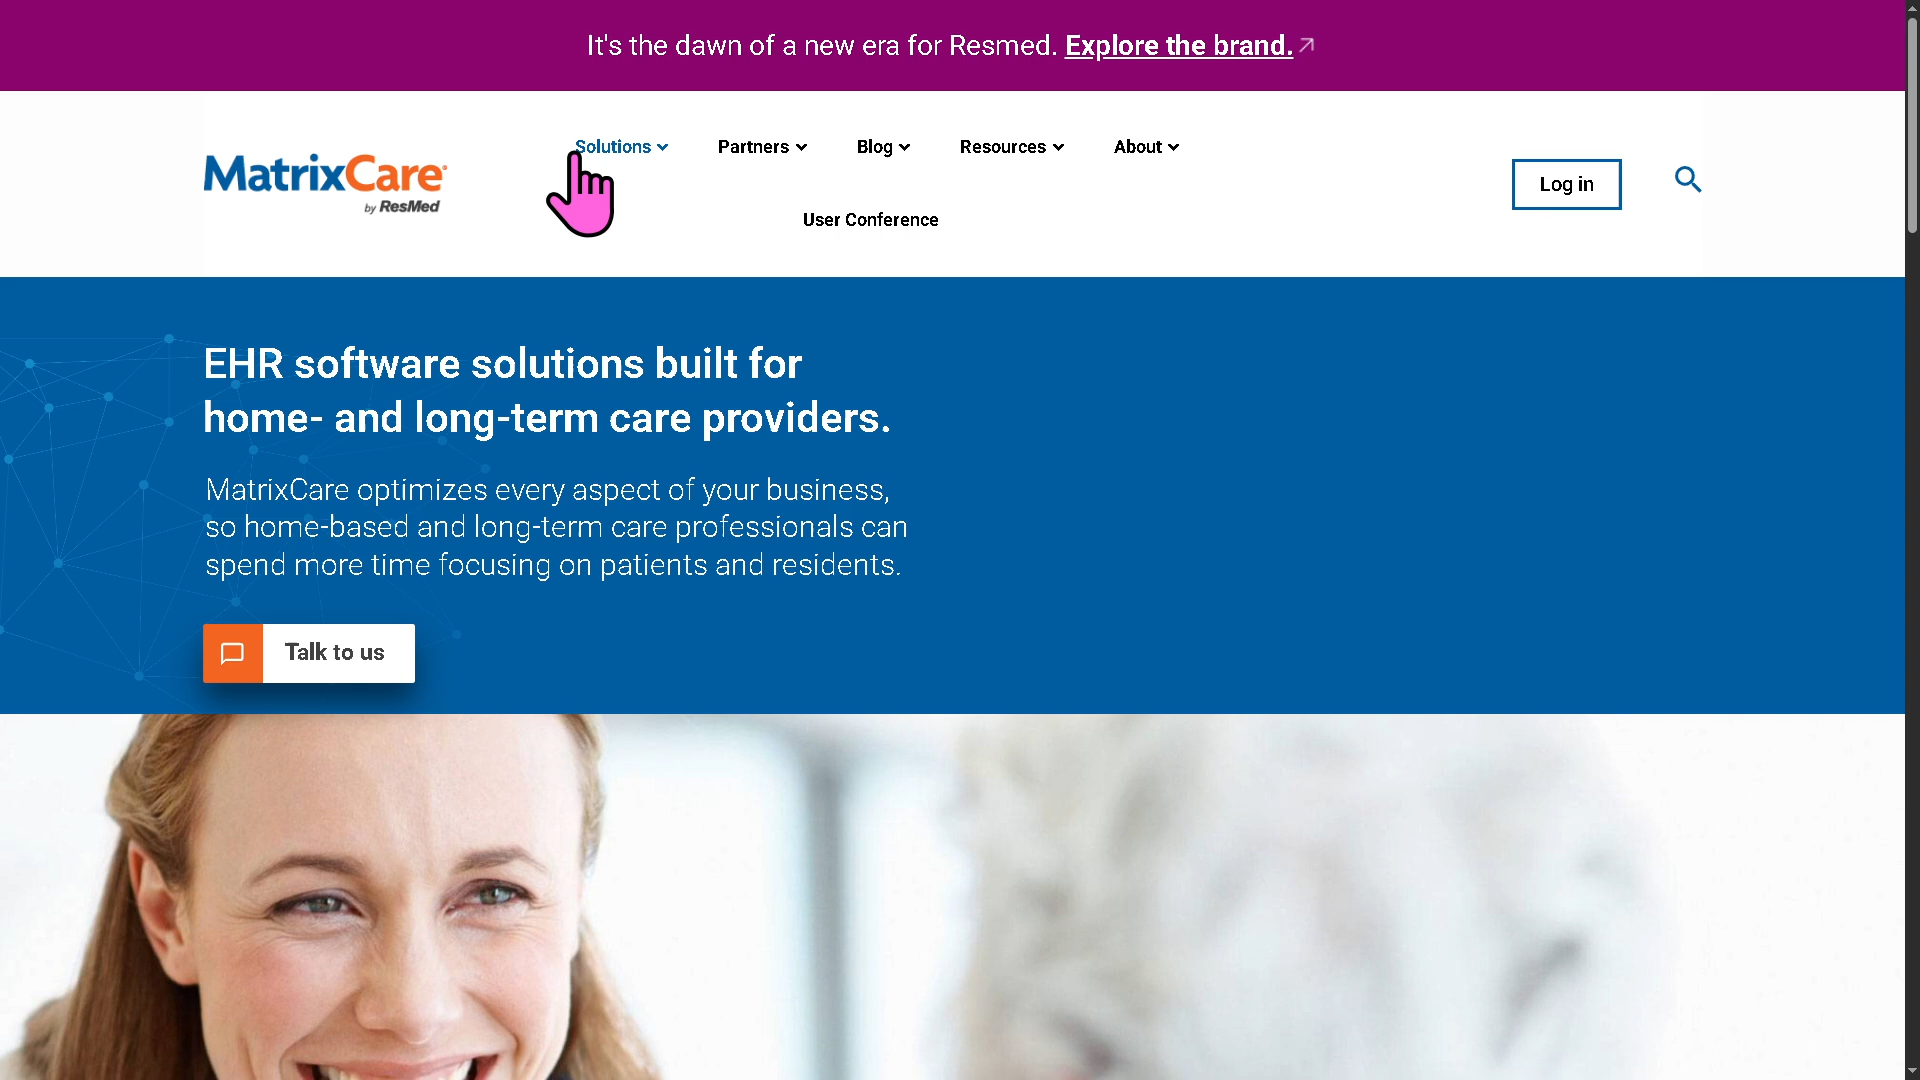 It's the dawn of a new era for Resmed. Explore the brand.
MatrixCare
by ResMed
Solutions
Partners
Blog
Resources
About
User Conference
Log in
EHR software solutions built for
home- and long-term care providers.
MatrixCare optimizes every aspect of your business,
so home-based and long-term care professionals can
spend more time focusing on patients and residents.
Talk to us